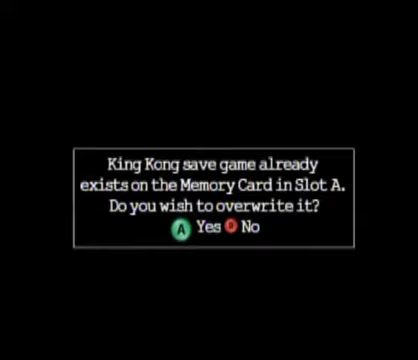 King Kong save game already
exists on the Memory Card in Slot A.
Do you wish to overwrite it?
A Yes B No